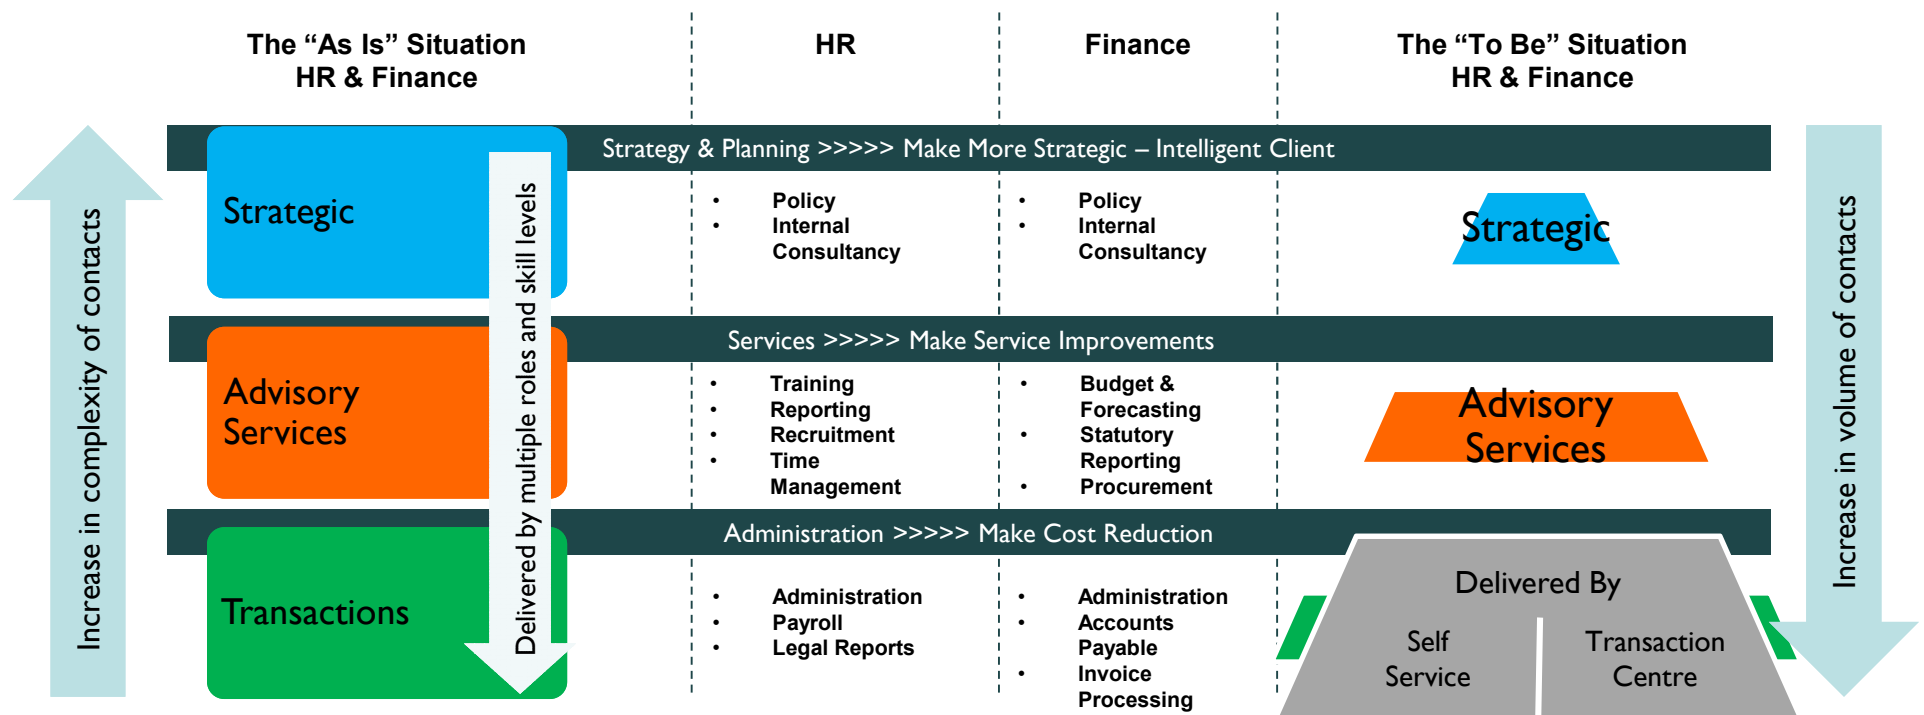 The “As Is” Situation
HR & Finance
HR
Finance
The “To Be” Situation
HR & Finance
Increase in complexity of contacts
Strategy & Planning >>>>> Make More Strategic – Intelligent Client
Strategic
Delivered by multiple roles and skill levels
• Policy
• Internal
Consultancy
• Policy
• Internal
Consultancy
Strategic
Increase in volume of contacts
Services >>>>> Make Service Improvements
Advisory
Services
• Training
• Reporting
• Recruitment
• Time
Management
• Budget &
Forecasting
• Statutory
Reporting
• Procurement
Advisory
Services
Administration >>>>> Make Cost Reduction
Transactions
• Administration
• Payroll
• Legal Reports
• Administration
• Accounts
Payable
• Invoice
Processing
Delivered By
Self
Service
Transaction
Centre